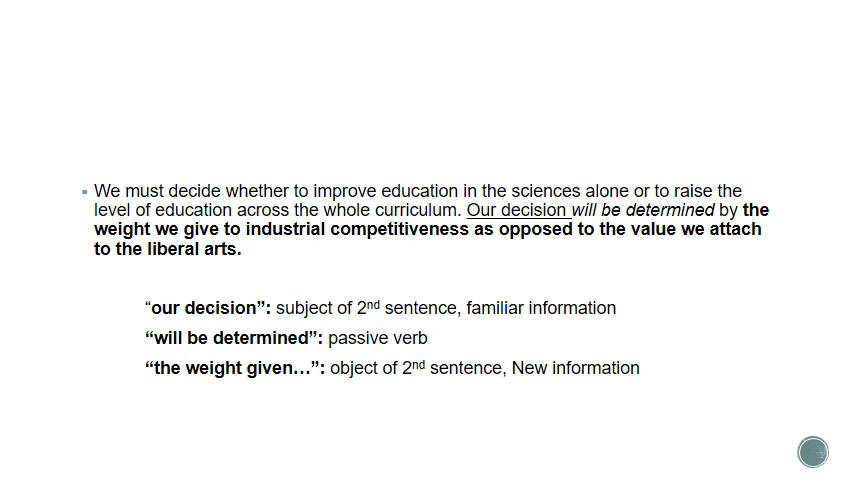 We must decide whether to improve education in the sciences alone or to raise the
level of education across the whole curriculum. Our decision will be determined by the
weight we give to industrial competitiveness as opposed to the value we attach
to the liberal arts.
“our decision”: subject of 2nd sentence, familiar information
“will be determined”: passive verb
“the weight given…”: object of 2nd sentence, New information